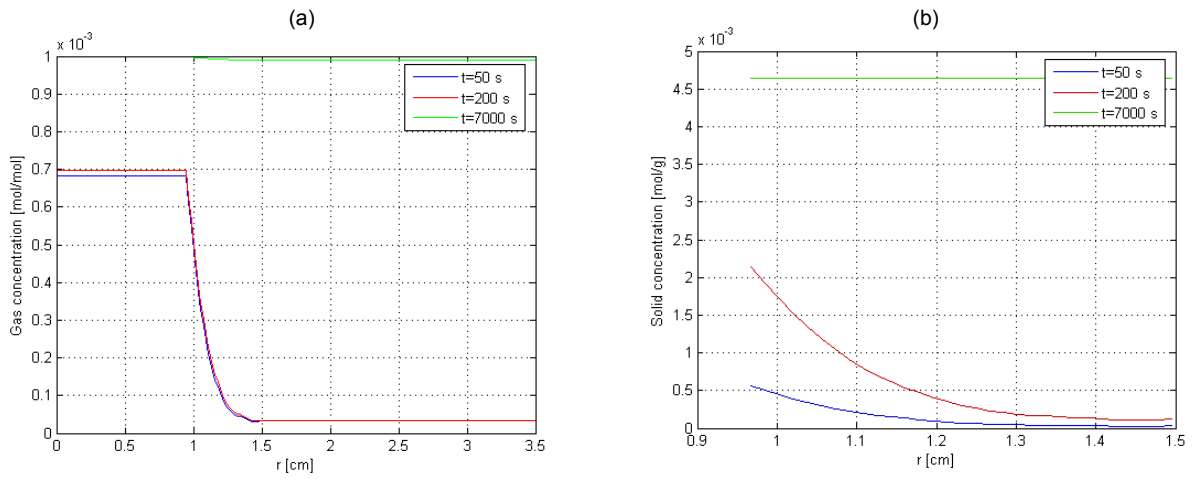 (a)
x 10^-3
Gas concentration [mol/mol]
1
0.9
0.8
0.7
0.6
0.5
0.4
0.3
0.2
0.1
0
0 0.5 1 1.5 2 2.5 3 3.5
r [cm]
t=50 s
t=200 s
t=7000 s
(b)
x 10^-3
Solid concentration [mol/g]
5
4.5
4
3.5
3
2.5
2
1.5
1
0.5
0
0.9 1 1.1 1.2 1.3 1.4 1.5
r [cm]
t=50 s
t=200 s
t=7000 s